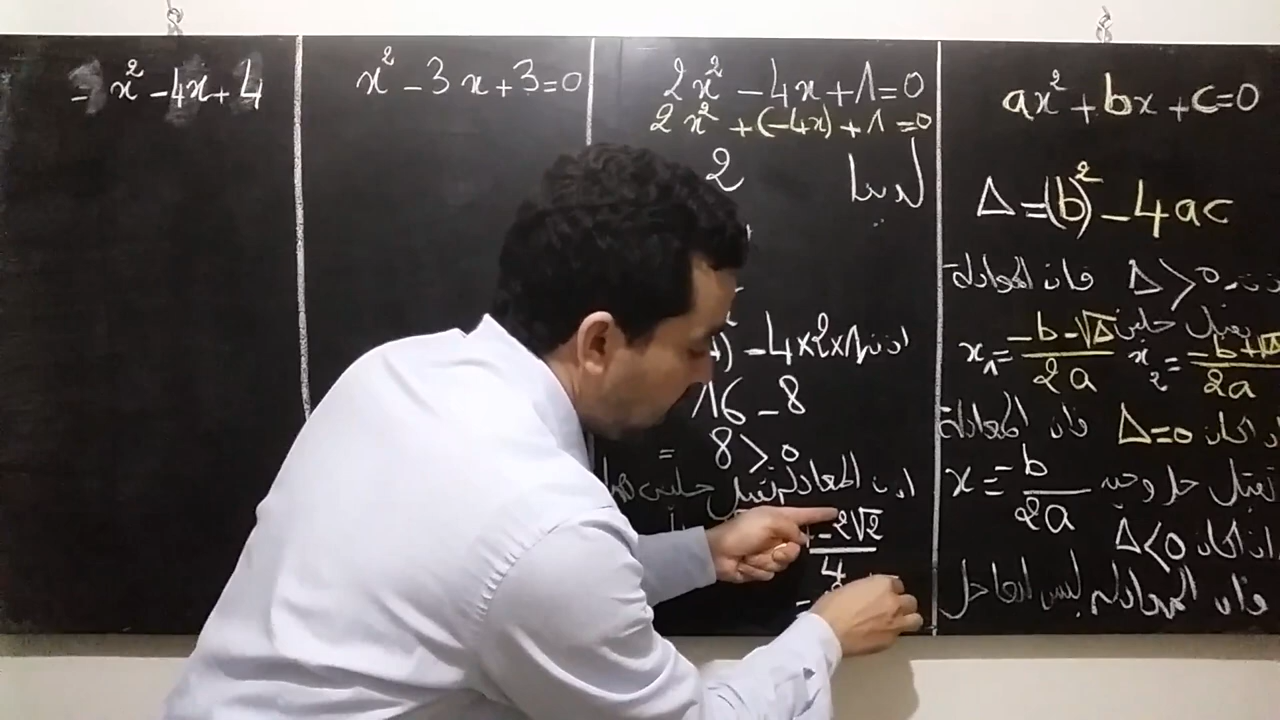 ax² + bx + c = 0
Δ = (b)² - 4ac
Δ > 0 فإن المعادلة
تقبل حلين
x₁ = (-b - √Δ) / 2a x₂ = (-b + √Δ) / 2a
إذا كان Δ = 0 فإن المعادلة
تقبل حل وحيد x = -b / 2a
إذا كان Δ < 0
فإن المعادلة ليس لها حل
2x² - 4x + 1 = 0
2x² + (-4x) + 1 = 0
لدينا 2
) ² - 4×2×1
16 - 8
= 8 > 0
إذن المعادلة تقبل حلين هما
- 2√2
4
x² - 3x + 3 = 0
- x² - 4x + 4